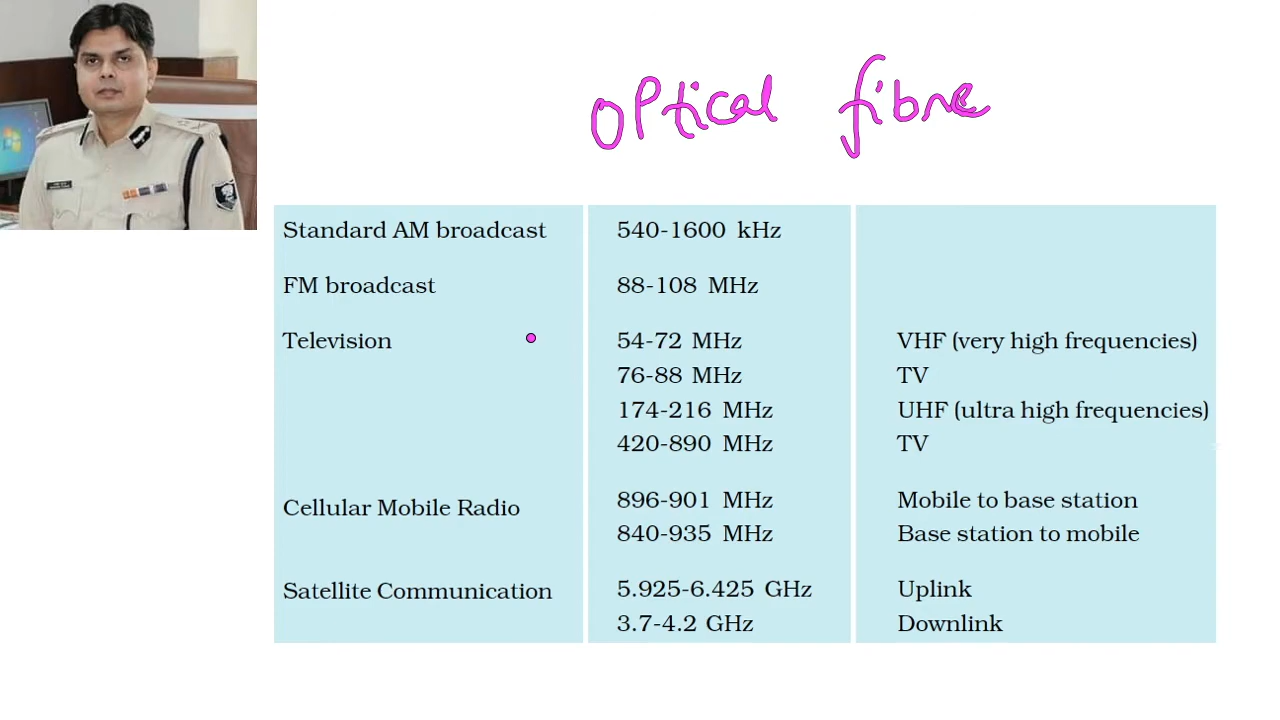 optical fibre
Standard AM broadcast 540-1600 kHz
FM broadcast 88-108 MHz
Television 54-72 MHz VHF (very high frequencies)
76-88 MHz TV
174-216 MHz UHF (ultra high frequencies)
420-890 MHz TV
Cellular Mobile Radio 896-901 MHz Mobile to base station
840-935 MHz Base station to mobile
Satellite Communication 5.925-6.425 GHz Uplink
3.7-4.2 GHz Downlink